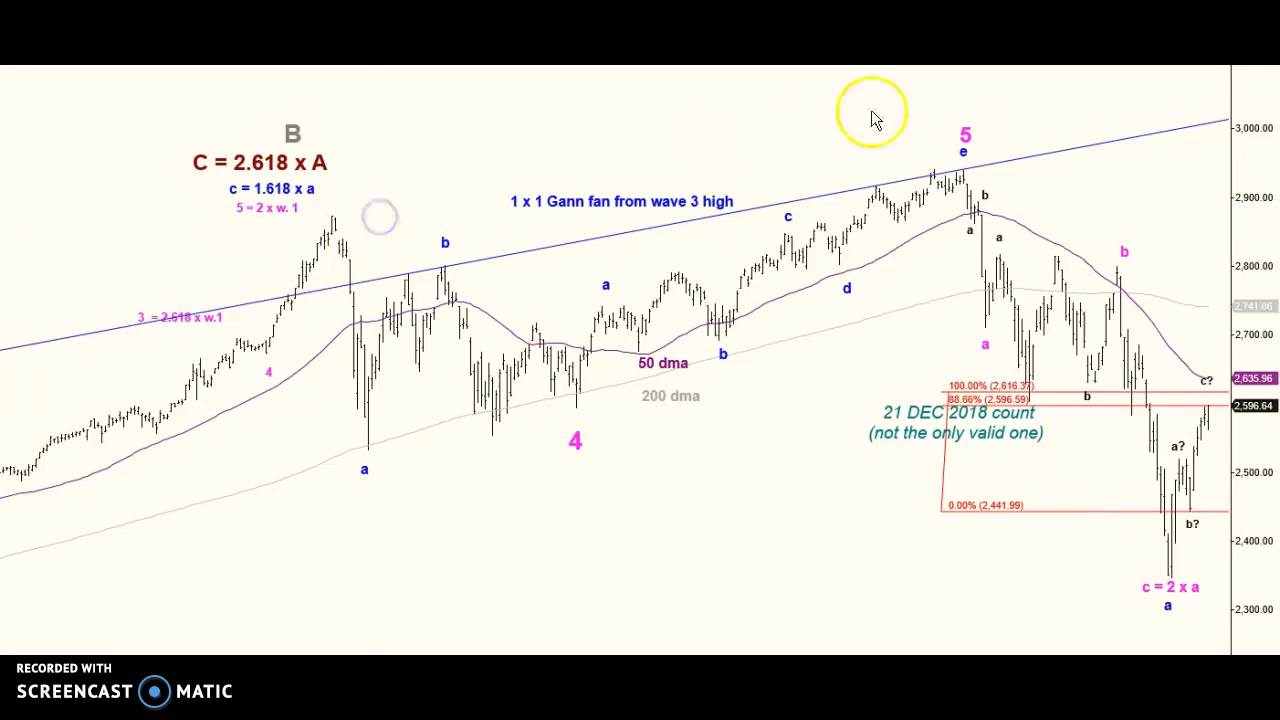 B
C = 2.618 x A
c = 1.618 x a
5 = 2 x w. 1
3 = 2.618 x w.1
4
a
b
1 x 1 Gann fan from wave 3 high
4
a
50 dma
200 dma
b
c
d
5
e
b
a
a
a
b
b
100.00% (2,616.37)
88.66% (2,596.59)
21 DEC 2018 count
(not the only valid one)
0.00% (2,441.99)
c?
a?
b?
c = 2 x a
a
3,000.00
2,900.00
2,800.00
2,741.06
2,700.00
2,635.96
2,596.64
2,500.00
2,400.00
2,300.00
RECORDED WITH
SCREENCAST MATIC